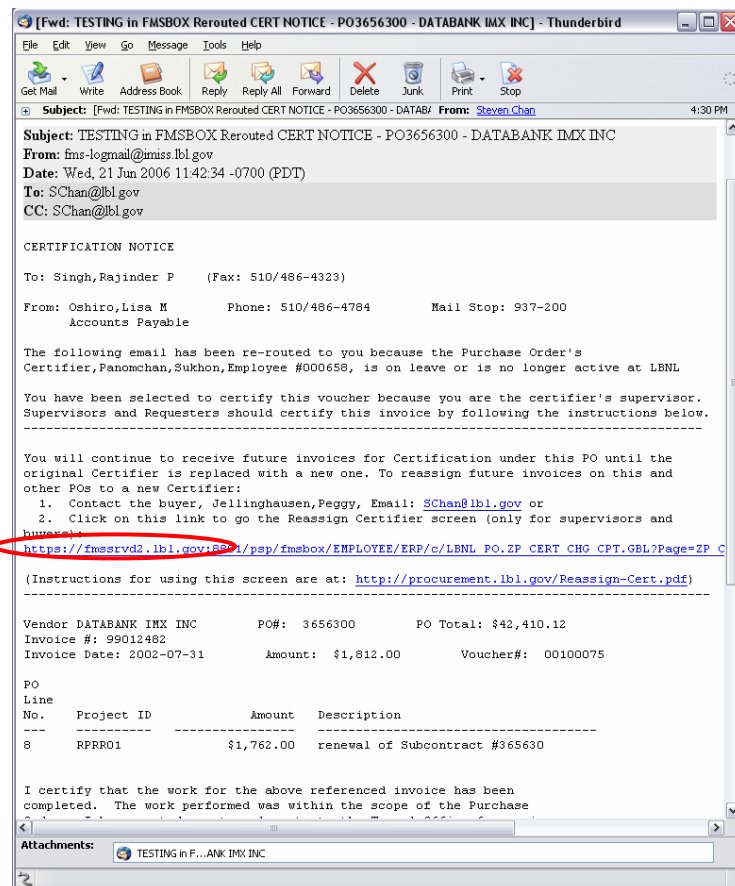 [Fwd: TESTING in FMSBOX Rerouted CERT NOTICE - PO3656300 - DATABANK IMX INC] - Thunderbird
File Edit View Go Message Tools Help
Get Mail Write Address Book Reply Reply All Forward Delete Junk Print Stop
Subject: [Fwd: TESTING in FMSBOX Rerouted CERT NOTICE - PO3656300 - DATAB From: Steven Chan 4:30 PM
Subject: TESTING in FMSBOX Rerouted CERT NOTICE - PO3656300 - DATABANK IMX INC
From: fms-logmail@imiss.lbl.gov
Date: Wed, 21 Jun 2006 11:42:34 -0700 (PDT)
To: SChan@lbl.gov
CC: SChan@lbl.gov
CERTIFICATION NOTICE
To: Singh,Rajinder P (Fax: 510/486-4323)
From: Oshiro,Lisa M Phone: 510/486-4784 Mail Stop: 937-200
Accounts Payable
The following email has been re-routed to you because the Purchase Order's
Certifier,Panomchan,Sukhon,Employee #000658, is on leave or is no longer active at LBNL
You have been selected to certify this voucher because you are the certifier's supervisor.
Supervisors and Requesters should certify this invoice by following the instructions below.
--------------------------------------------------------------------------------
You will continue to receive future invoices for Certification under this PO until the
original Certifier is replaced with a new one. To reassign future invoices on this and
other POs to a new Certifier:
1. Contact the buyer, Jellinghausen,Peggy, Email: SChan@lbl.gov or
2. Click on this link to go the Reassign Certifier screen (only for supervisors and
buyers):
https://fmssrvd2.lbl.gov:8801/psp/fmsbox/EMPLOYEE/ERP/c/LBNL_PO.ZP_CERT_CHG_CPT.GBL?Page=ZP_C
(Instructions for using this screen are at: http://procurement.lbl.gov/Reassign-Cert.pdf)
--------------------------------------------------------------------------------
Vendor DATABANK IMX INC PO#: 3656300 PO Total: $42,410.12
Invoice #: 99012482
Invoice Date: 2002-07-31 Amount: $1,812.00 Voucher#: 00100075
PO
Line
No. Project ID Amount Description
--- ---------- ---------------- ------------------------------------
8 RPRR01 $1,762.00 renewal of Subcontract #365630
I certify that the work for the above referenced invoice has been
completed. The work performed was within the scope of the Purchase
Attachments: TESTING in F...ANK IMX INC